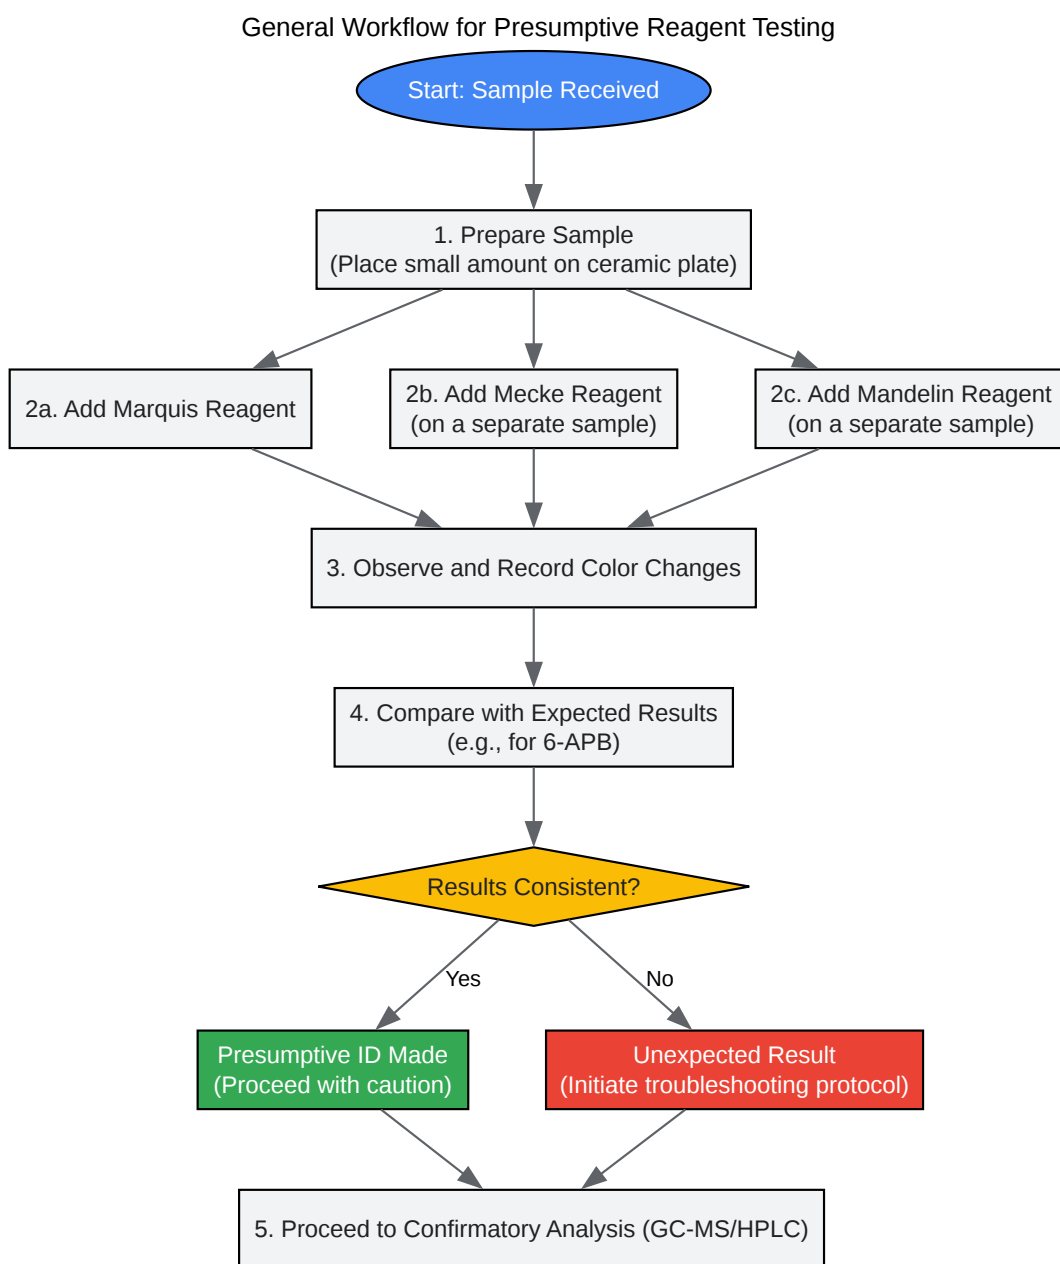 General Workflow for Presumptive Reagent Testing
Start: Sample Received
1. Prepare Sample
(Place small amount on ceramic plate)
2a. Add Marquis Reagent
2b. Add Mecke Reagent
(on a separate sample)
2c. Add Mandelin Reagent
(on a separate sample)
3. Observe and Record Color Changes
4. Compare with Expected Results
(e.g., for 6-APB)
Results Consistent?
Yes
No
Presumptive ID Made
(Proceed with caution)
Unexpected Result
(Initiate troubleshooting protocol)
5. Proceed to Confirmatory Analysis (GC-MS/HPLC)